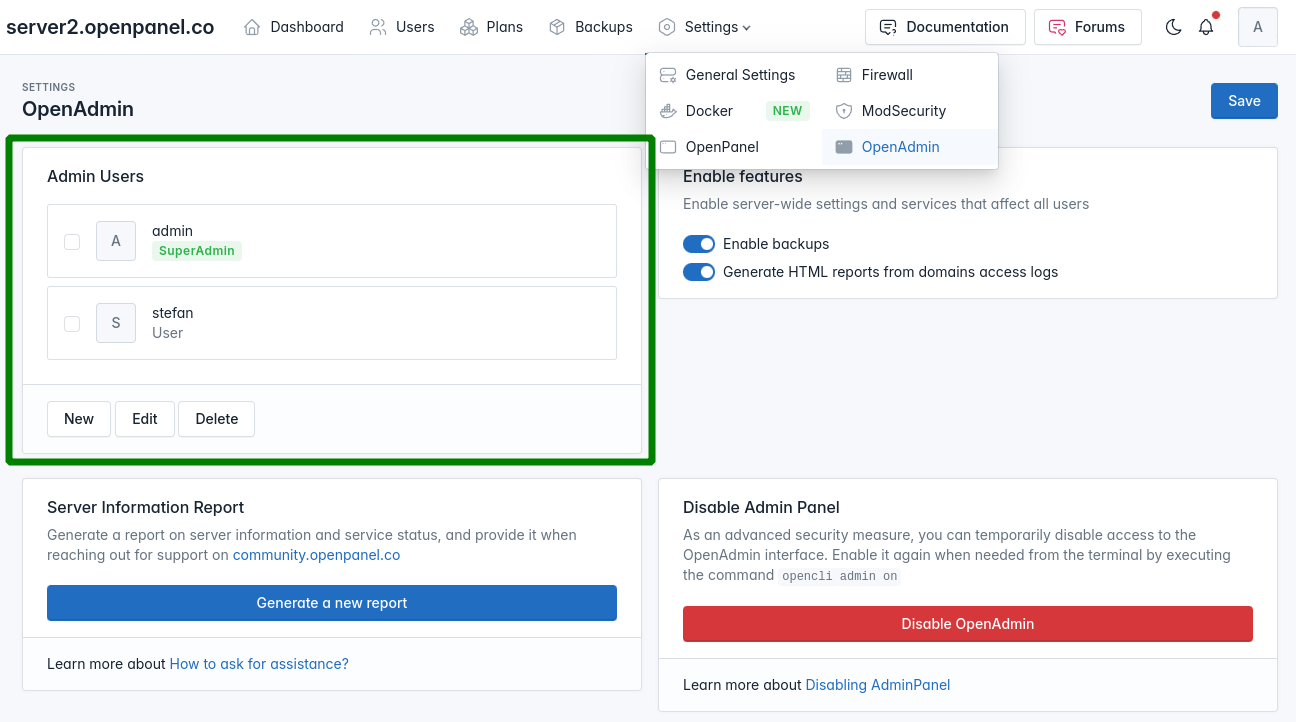 server2.openpanel.co
Dashboard
Users
Plans
Backups
Settings
Documentation
Forums
A
General Settings
Firewall
Docker
NEW
ModSecurity
OpenPanel
OpenAdmin
SETTINGS
OpenAdmin
Save
Admin Users
A
admin
SuperAdmin
S
stefan
User
New
Edit
Delete
Enable features
Enable server-wide settings and services that affect all users
Enable backups
Generate HTML reports from domains access logs
Server Information Report
Generate a report on server information and service status, and provide it when
reaching out for support on community.openpanel.co
Generate a new report
Learn more about How to ask for assistance?
Disable Admin Panel
As an advanced security measure, you can temporarily disable access to the
OpenAdmin interface. Enable it again when needed from the terminal by executing
the command opencli admin on
Disable OpenAdmin
Learn more about Disabling AdminPanel